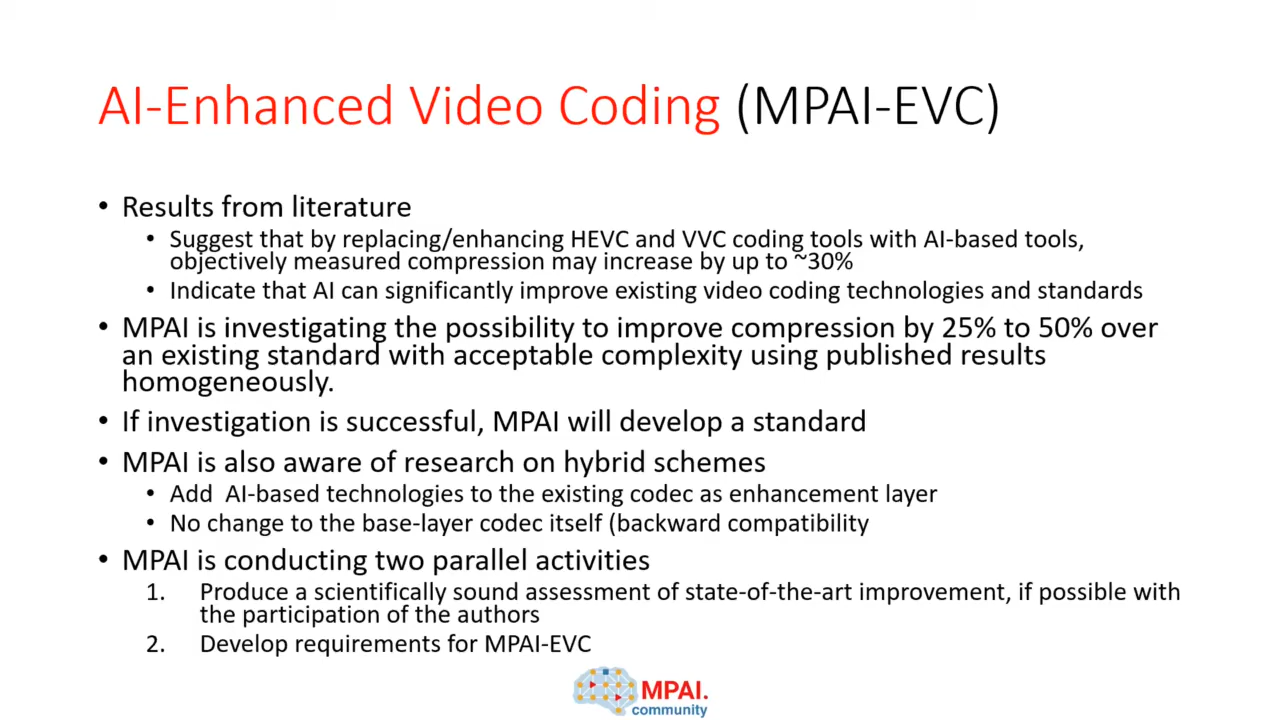 AI-Enhanced Video Coding (MPAI-EVC)
• Results from literature
• Suggest that by replacing/enhancing HEVC and VVC coding tools with AI-based tools,
objectively measured compression may increase by up to ~30%
• Indicate that AI can significantly improve existing video coding technologies and standards
• MPAI is investigating the possibility to improve compression by 25% to 50% over
an existing standard with acceptable complexity using published results
homogeneously.
• If investigation is successful, MPAI will develop a standard
• MPAI is also aware of research on hybrid schemes
• Add  AI-based technologies to the existing codec as enhancement layer
• No change to the base-layer codec itself (backward compatibility
• MPAI is conducting two parallel activities
1. Produce a scientifically sound assessment of state-of-the-art improvement, if possible with
the participation of the authors
2. Develop requirements for MPAI-EVC
MPAI.
community